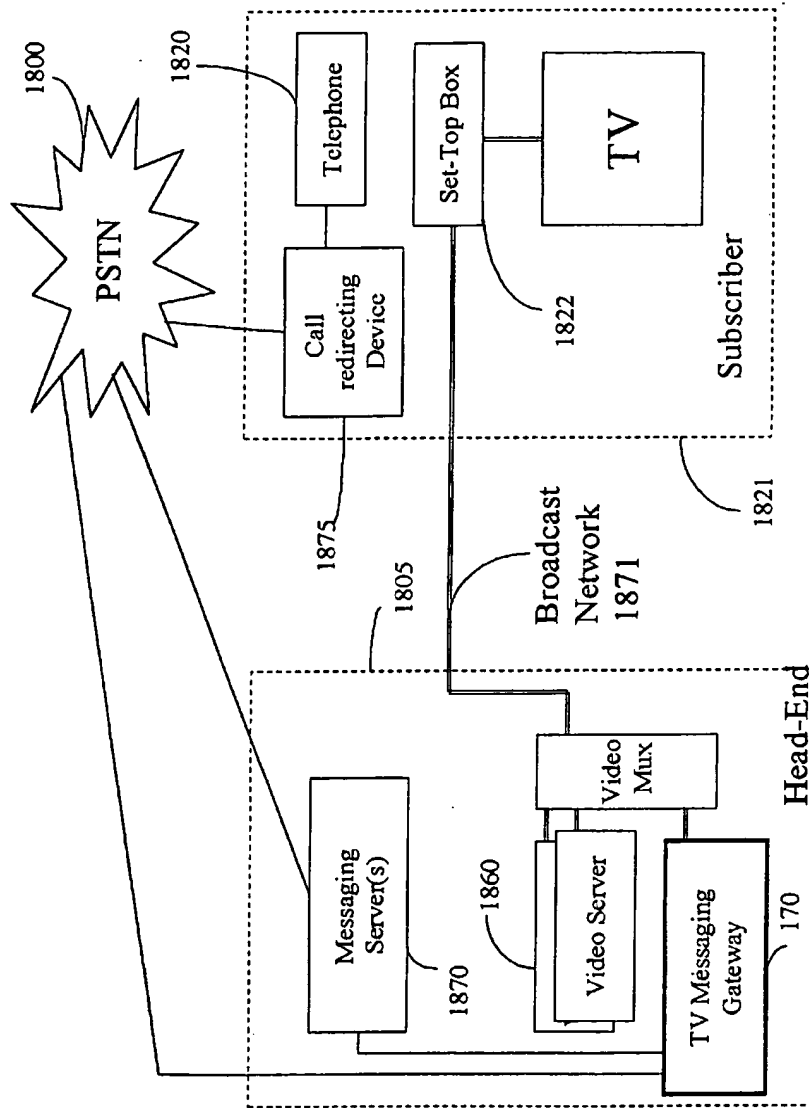 PSTN
1800
Telephone
1820
Call
redirecting
Device
1875
Set-Top Box
1822
TV
Subscriber
1821
Broadcast
Network
1871
1805
Messaging
Server(s)
1870
1860
Video Server
Video
Mux
TV Messaging
Gateway
170
Head-End